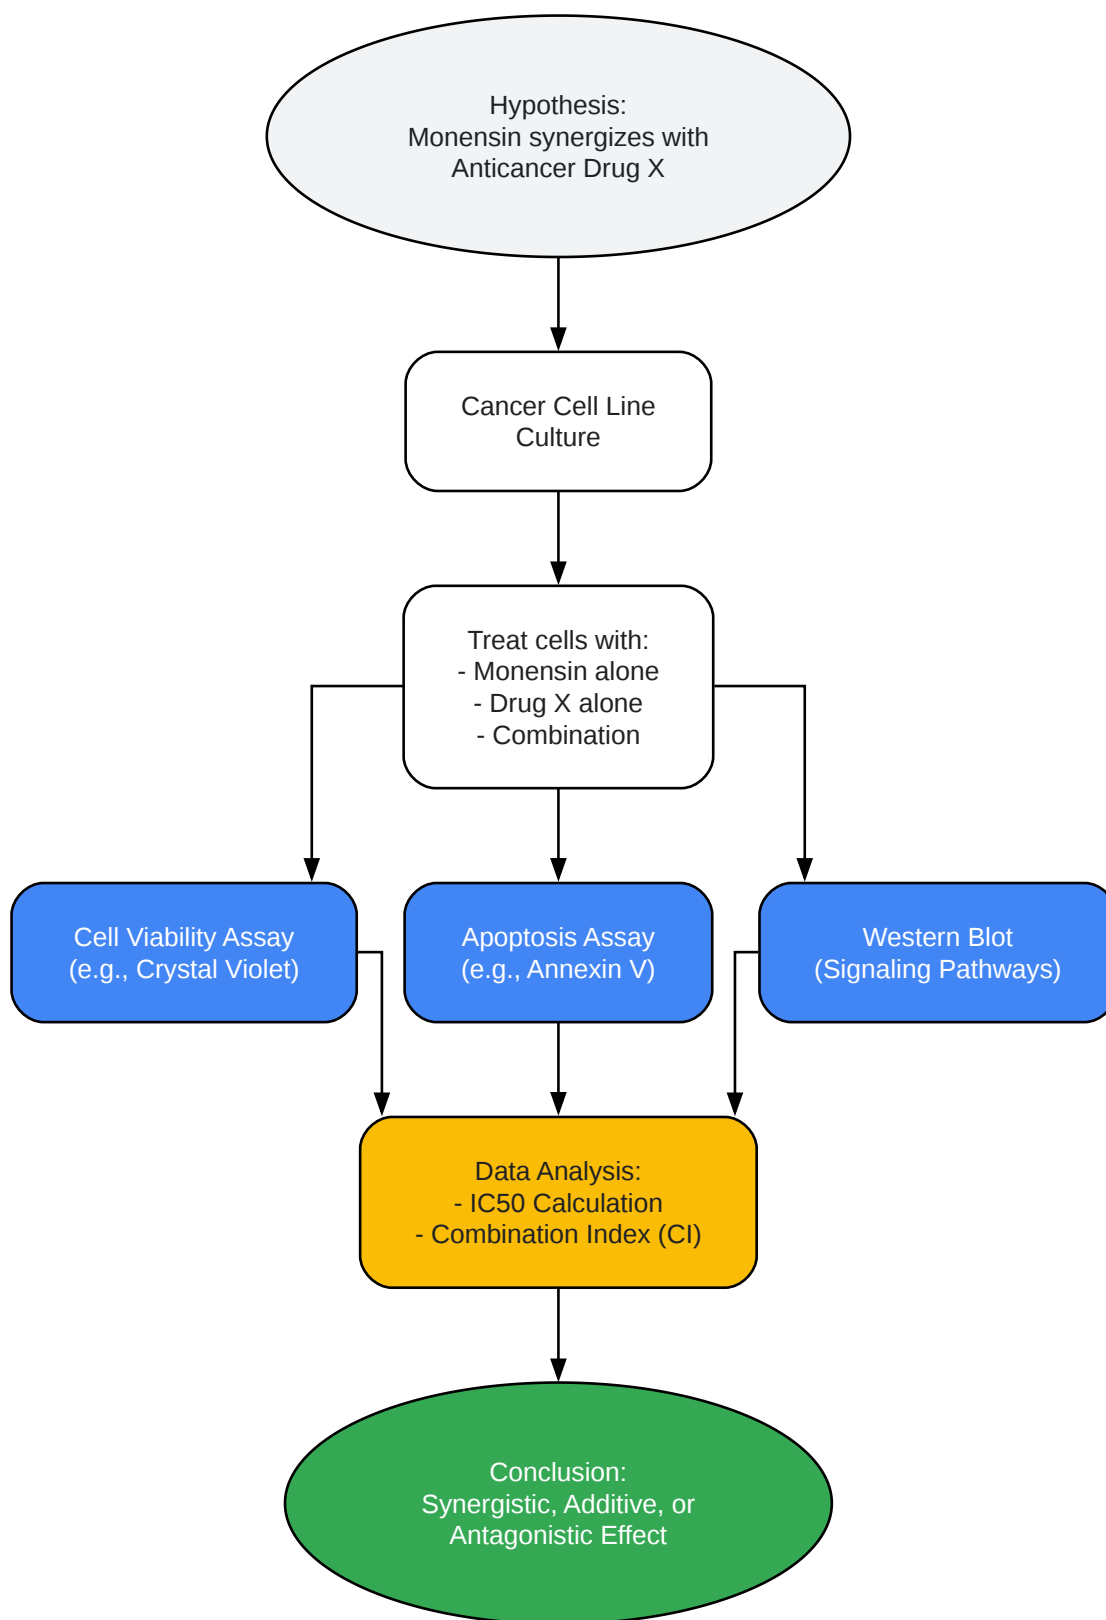 Hypothesis:
Monensin synergizes with
Anticancer Drug X
Cancer Cell Line
Culture
Treat cells with:
- Monensin alone
- Drug X alone
- Combination
Cell Viability Assay
(e.g., Crystal Violet)
Apoptosis Assay
(e.g., Annexin V)
Western Blot
(Signaling Pathways)
Data Analysis:
- IC50 Calculation
- Combination Index (CI)
Conclusion:
Synergistic, Additive, or
Antagonistic Effect